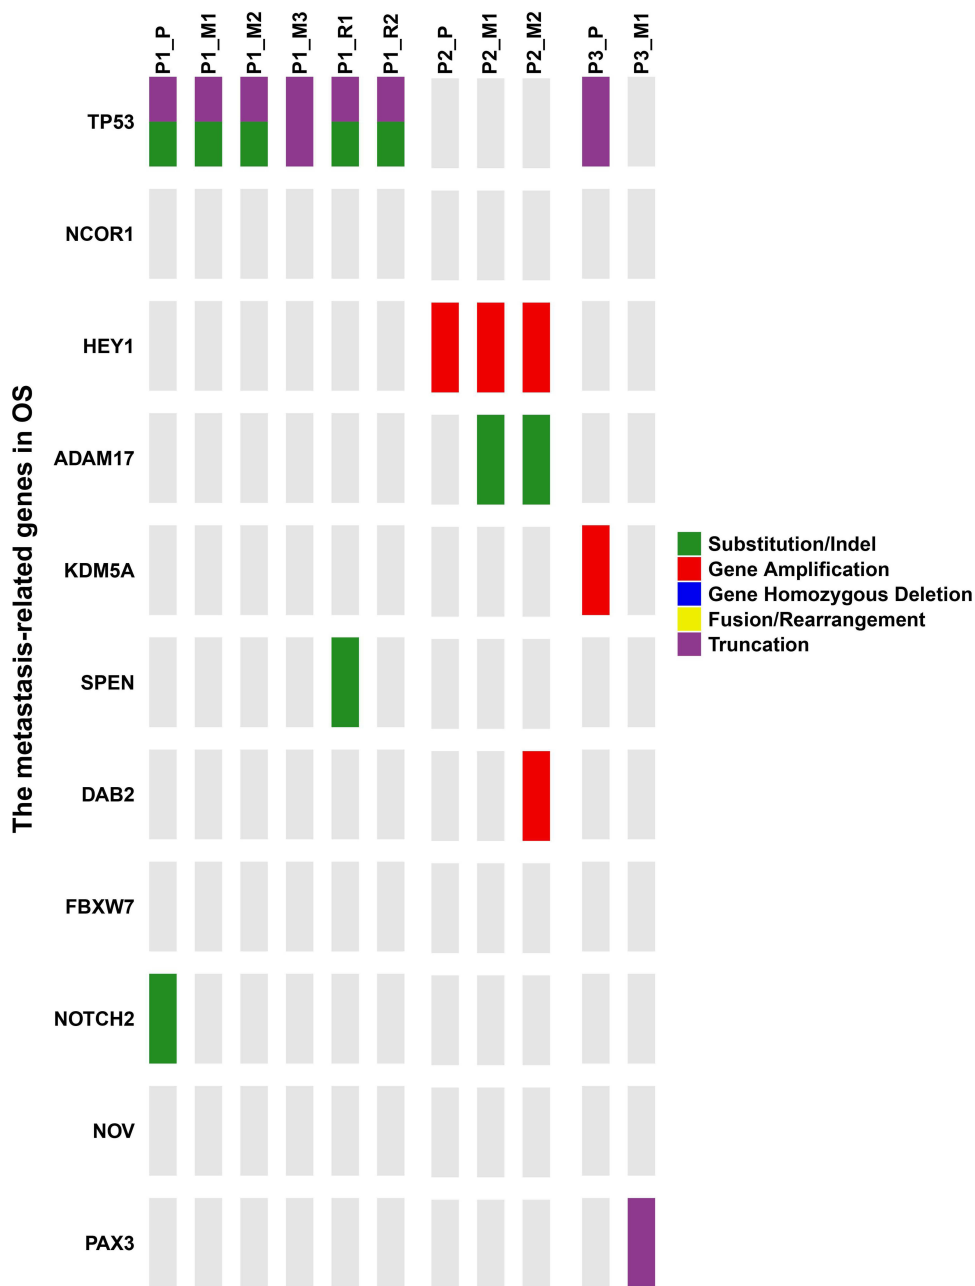 P1_P
P1_M1
P1_M2
P1_M3
P1_R1
P1_R2
P2_P
P2_M1
P2_M2
P3_P
P3_M1
The metastasis-related genes in OS
TP53
NCOR1
HEY1
ADAM17
KDM5A
SPEN
DAB2
FBXW7
NOTCH2
NOV
PAX3
Substitution/Indel
Gene Amplification
Gene Homozygous Deletion
Fusion/Rearrangement
Truncation